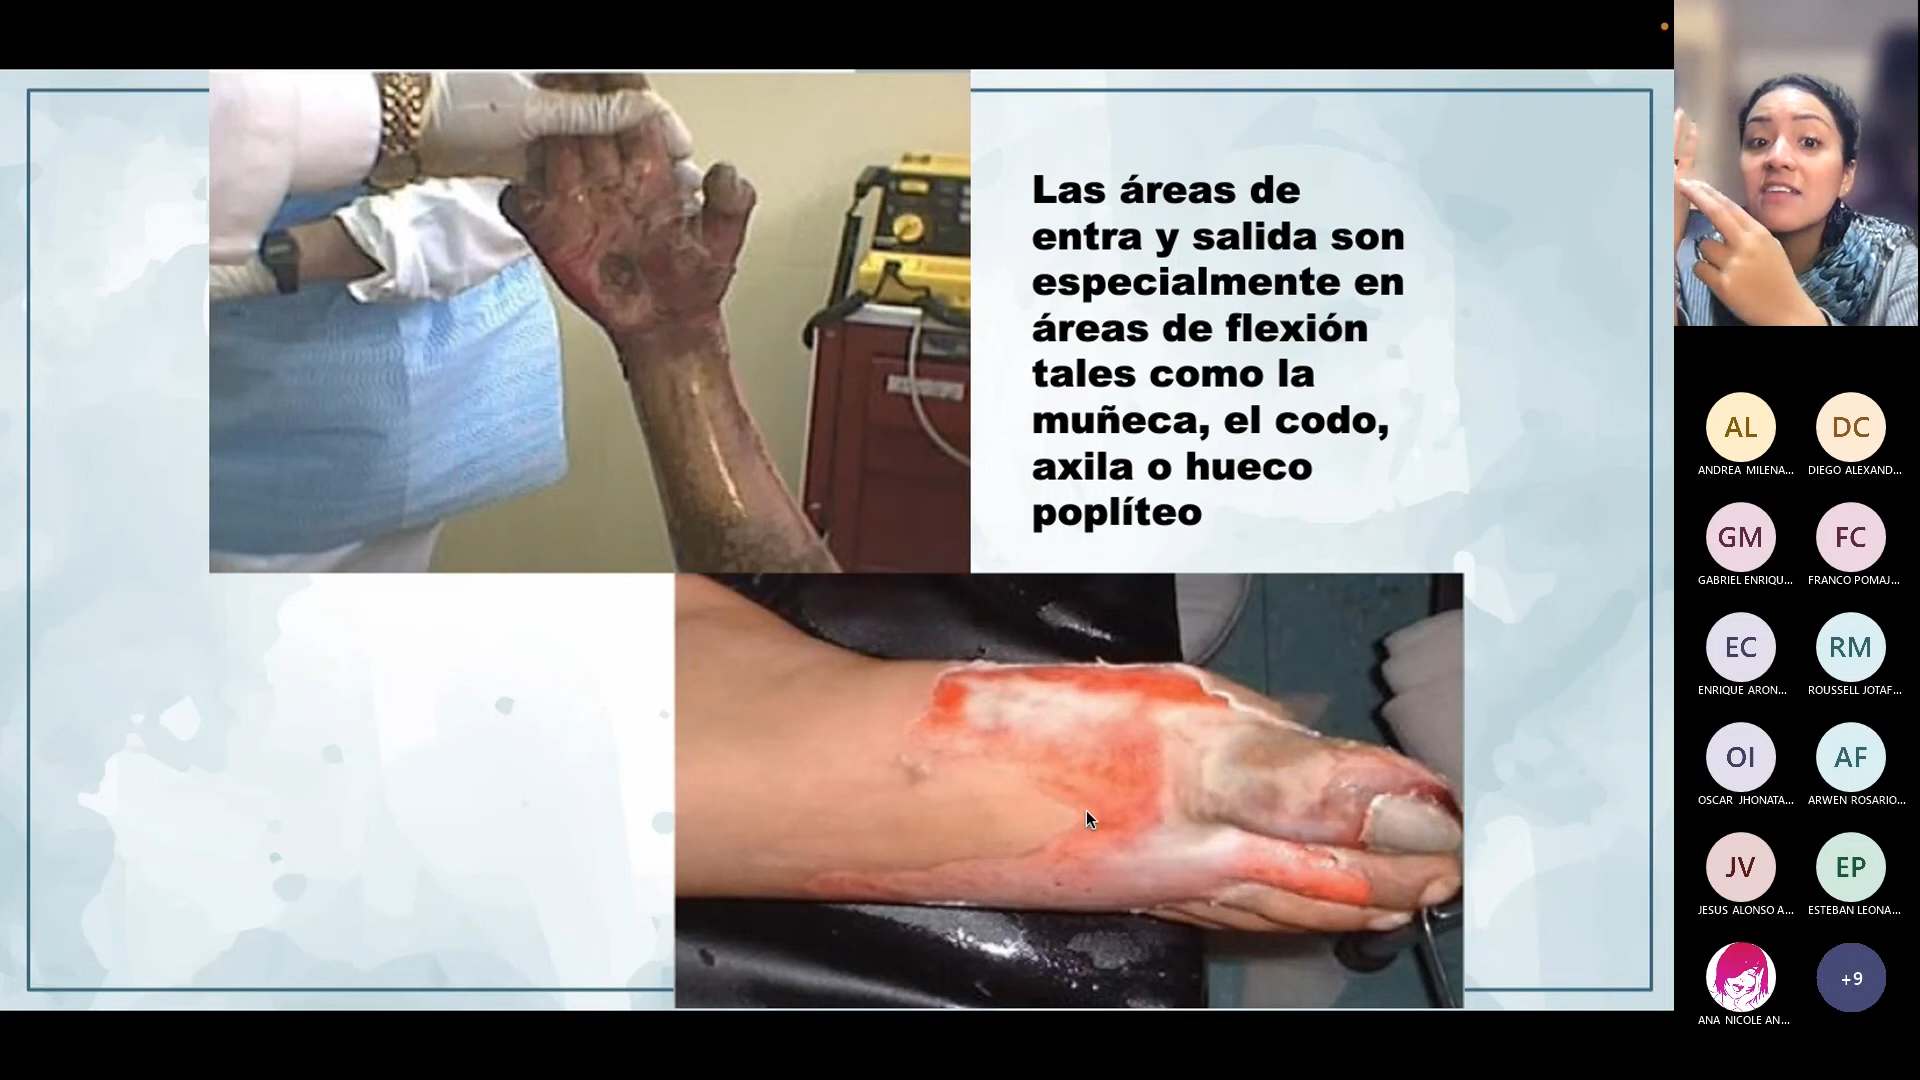 Las áreas de
entra y salida son
especialmente en
áreas de flexión
tales como la
muñeca, el codo,
axila o hueco
poplíteo
AL
DC
ANDREA MILENA...
DIEGO ALEXAND...
GM
FC
GABRIEL ENRIQU...
FRANCO POMAJ...
EC
RM
ENRIQUE ARON...
ROUSSELL JOTAF...
OI
AF
OSCAR JHONATA...
ARWEN ROSARIO...
JV
EP
JESUS ALONSO A...
ESTEBAN LEONA...
+9
ANA NICOLE AN...